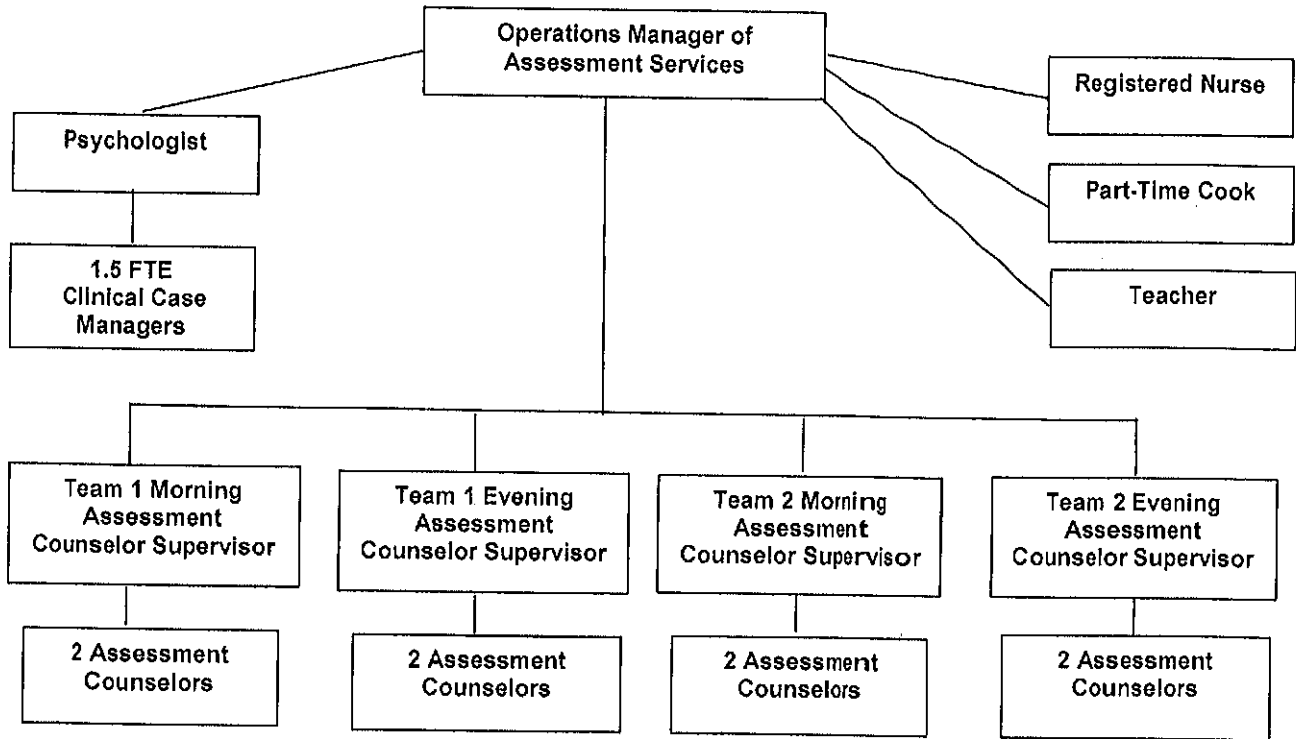 Operations Manager of
Assessment Services
Registered Nurse
Psychologist
Part-Time Cook
1.5 FTE
Clinical Case
Managers
Teacher
Team 1 Morning
Assessment
Counselor Supervisor
Team 1 Evening
Assessment
Counselor Supervisor
Team 2 Morning
Assessment
Counselor Supervisor
Team 2 Evening
Assessment
Counselor Supervisor
2 Assessment
Counselors
2 Assessment
Counselors
2 Assessment
Counselors
2 Assessment
Counselors